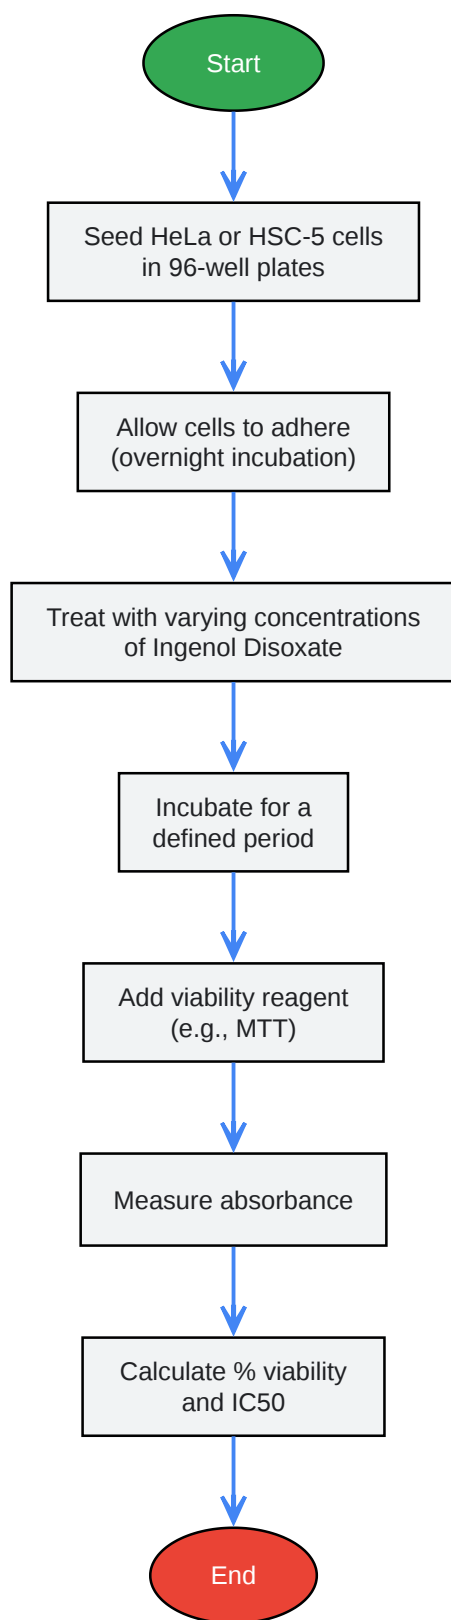 Start
Seed HeLa or HSC-5 cells
in 96-well plates
Allow cells to adhere
(overnight incubation)
Treat with varying concentrations
of Ingenol Disoxate
Incubate for a
defined period
Add viability reagent
(e.g., MTT)
Measure absorbance
Calculate % viability
and IC50
End